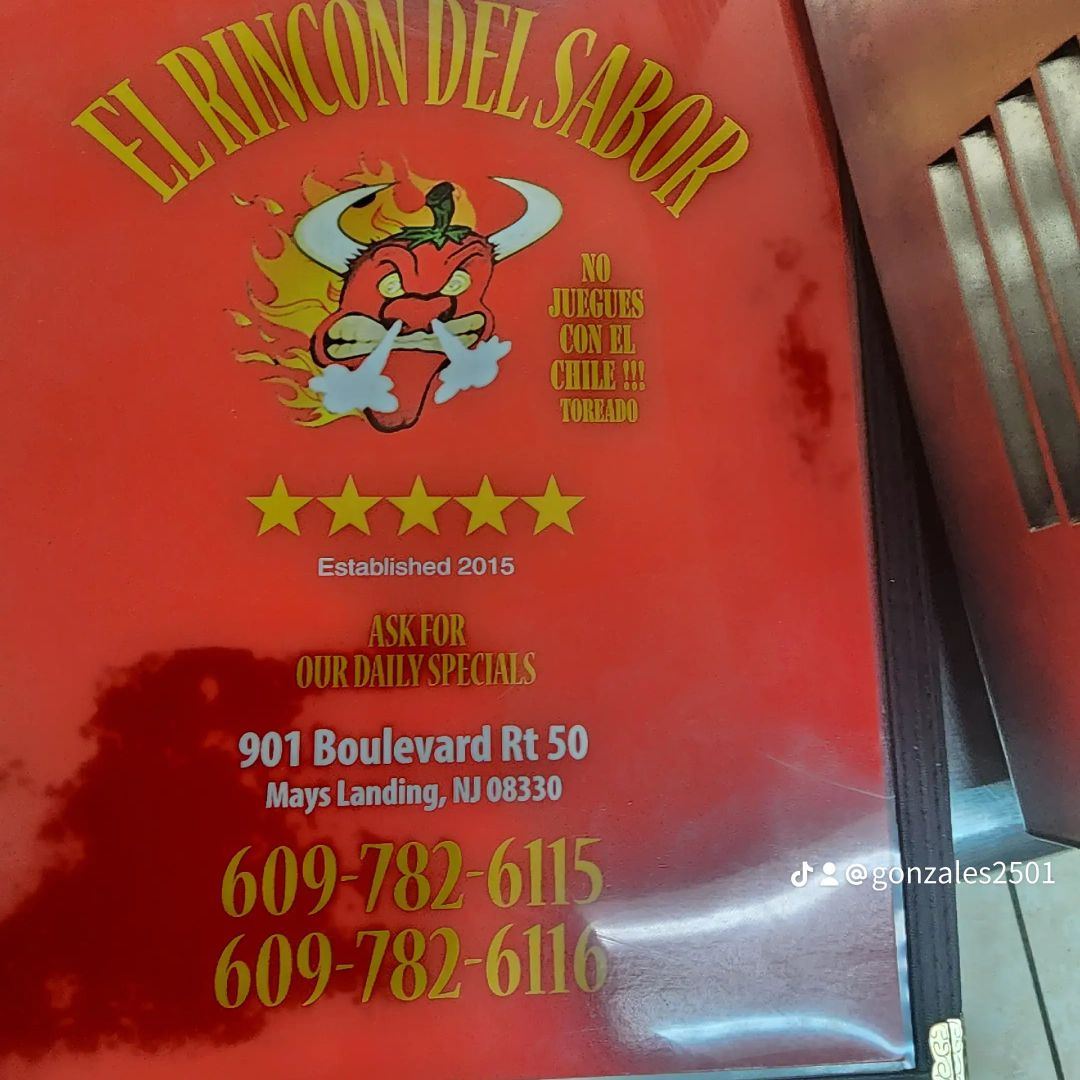 EL RINCON DEL SABOR
NO
JUEGUES
CON EL
CHILE !!!
TOREADO
Established 2015
ASK FOR
OUR DAILY SPECIALS
901 Boulevard Rt 50
Mays Landing, NJ 08330
609-782-6115
609-782-6116
@gonzales2501